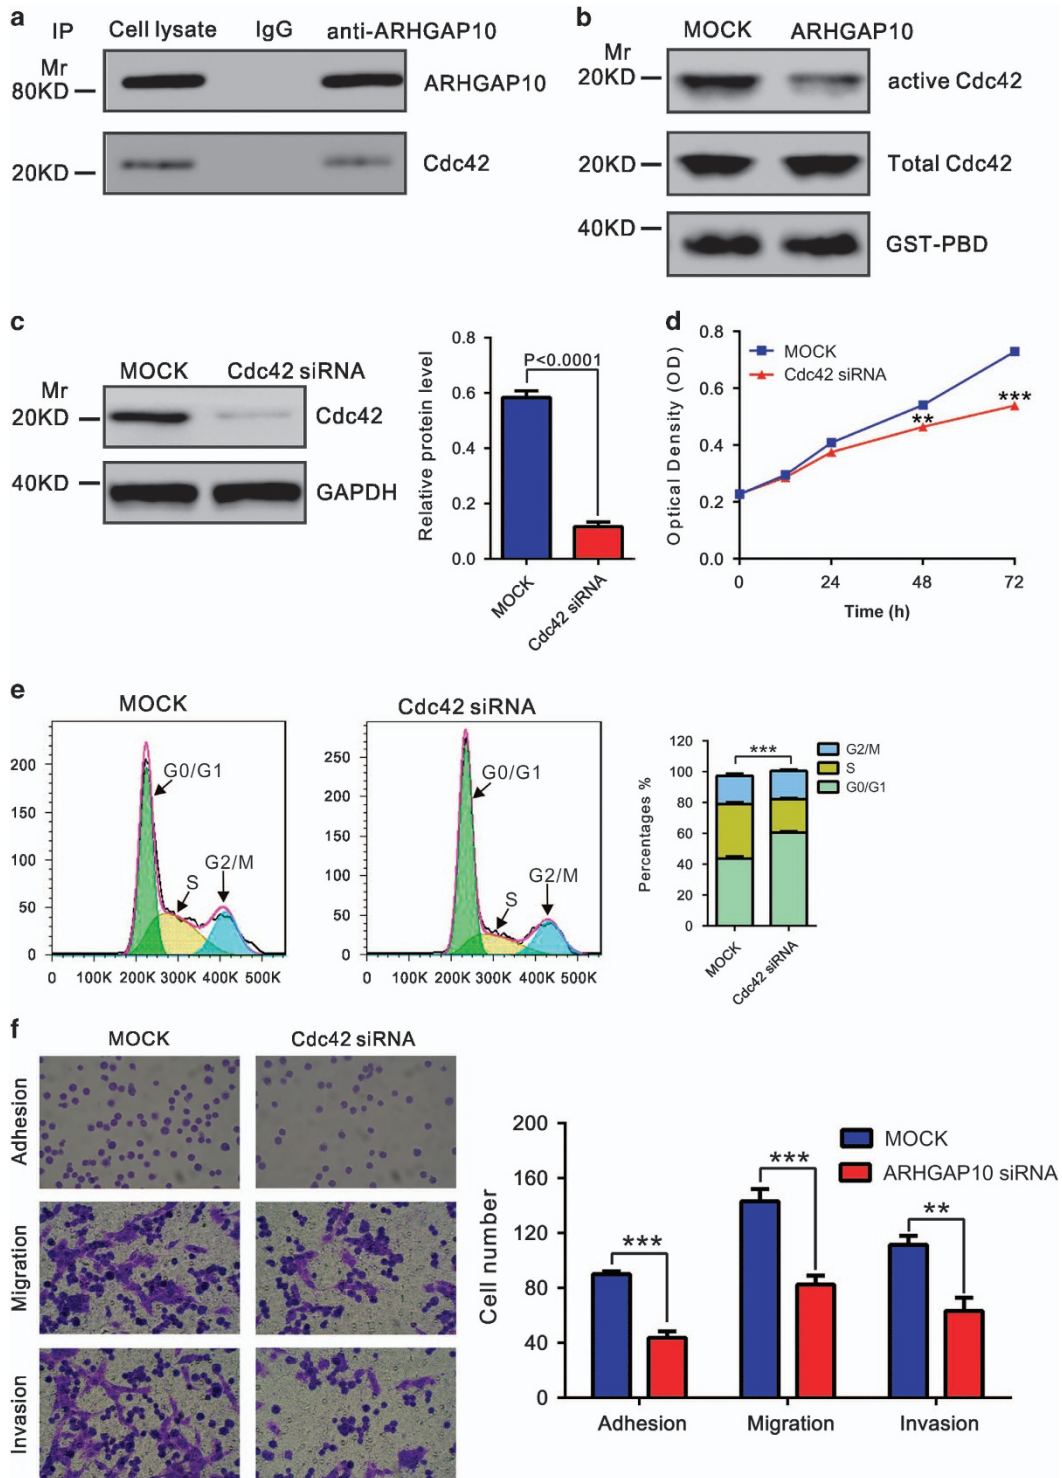 a
IP Cell lysate IgG anti-ARHGAP10
Mr
80KD
ARHGAP10
20KD
Cdc42
b
MOCK ARHGAP10
Mr
20KD
active Cdc42
20KD
Total Cdc42
40KD
GST-PBD
c
MOCK Cdc42 siRNA
Mr
20KD
Cdc42
40KD
GAPDH
Relative protein level
0.8
0.6
0.4
0.2
0.0
P<0.0001
MOCK
Cdc42 siRNA
d
Optical Density (OD)
0.8
0.6
0.4
0.2
0.0
MOCK
Cdc42 siRNA
**
***
0 24 48 72
Time (h)
e
MOCK
200
150
100
50
0
G0/G1
S
G2/M
0 100K 200K 300K 400K 500K
Cdc42 siRNA
250
200
150
100
50
0
G0/G1
S
G2/M
0 100K 200K 300K 400K 500K
Percentages %
120
100
80
60
40
20
0
***
G2/M
S
G0/G1
MOCK
Cdc42 siRNA
f
MOCK Cdc42 siRNA
Adhesion
Migration
Invasion
Cell number
200
160
120
80
40
0
MOCK
ARHGAP10 siRNA
***
***
**
Adhesion Migration Invasion